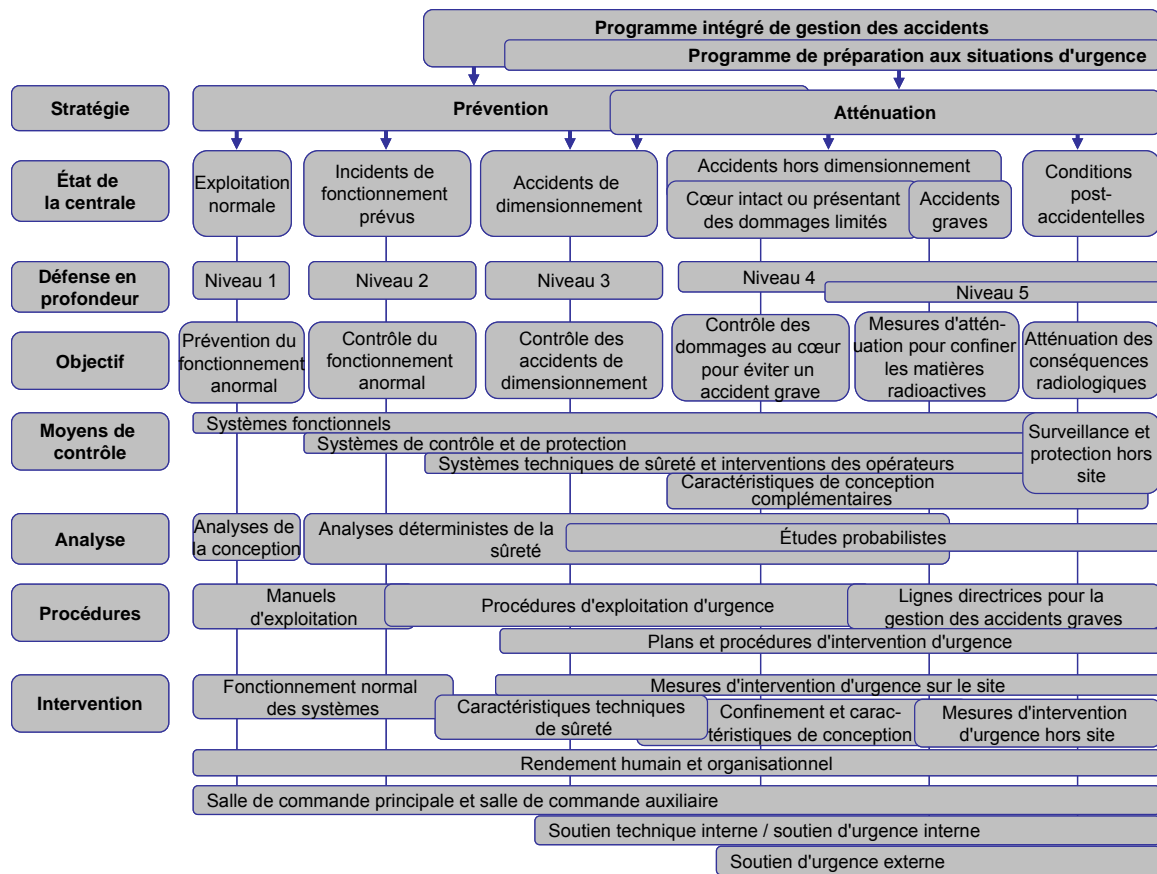 Programme intégré de gestion des accidents
Programme de préparation aux situations d'urgence
Stratégie
Prévention
Atténuation
État de
la centrale
Exploitation
normale
Incidents de
fonctionnement
prévus
Accidents de
dimensionnement
Accidents hors dimensionnement
Cœur intact ou présentant
des dommages limités
Accidents
graves
Conditions
post-
accidentelles
Défense en
profondeur
Niveau 1
Niveau 2
Niveau 3
Niveau 4
Niveau 5
Objectif
Prévention du
fonctionnement
anormal
Contrôle du
fonctionnement
anormal
Contrôle des
accidents de
dimensionnement
Contrôle des
dommages au cœur
pour éviter un
accident grave
Mesures d'attén-
uation pour confiner
les matières
radioactives
Atténuation des
conséquences
radiologiques
Moyens de
contrôle
Systèmes fonctionnels
Systèmes de contrôle et de protection
Systèmes techniques de sûreté et interventions des opérateurs
Caractéristiques de conception
complémentaires
Surveillance et
protection hors
site
Analyse
Analyses de
la conception
Analyses déterministes de la
sûreté
Études probabilistes
Procédures
Manuels
d'exploitation
Procédures d'exploitation d'urgence
Lignes directrices pour la
gestion des accidents graves
Plans et procédures d'intervention d'urgence
Intervention
Fonctionnement normal
des systèmes
Mesures d'intervention d'urgence sur le site
Caractéristiques techniques
de sûreté
Confinement et carac-
téristiques de conception
Mesures d'intervention
d'urgence hors site
Rendement humain et organisationnel
Salle de commande principale et salle de commande auxiliaire
Soutien technique interne / soutien d'urgence interne
Soutien d'urgence externe